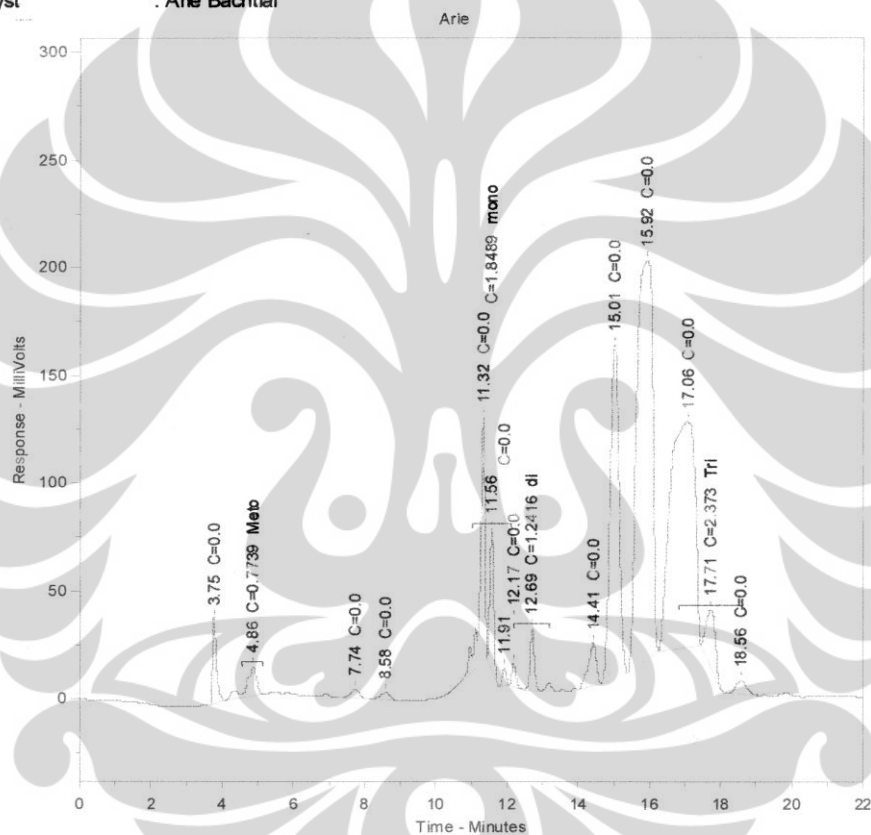 yst : Arie Bachtiar
Arie
300
250
200
150
100
50
0
Response - MilliVolts
3.75 C=0.0
4.86 C=0.7739 Meto
7.74 C=0.0
8.58 C=0.0
11.32 C=0.0
C=1.8489 mono
11.56 C=0.0
11.91
12.17 C=0.0
12.69 C=1.2416 di
14.41 C=0.0
15.01 C=0.0
15.92 C=0.0
17.06 C=0.0
17.71 C=2.373 Tri
18.56 C=0.0
0 2 4 6 8 10 12 14 16 18 20 22
Time - Minutes